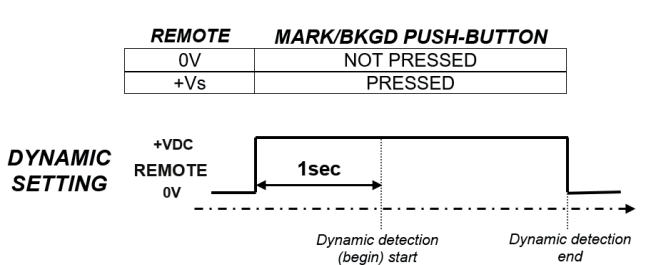 REMOTE MARK/BKGD PUSH-BUTTON
0V NOT PRESSED
+Vs PRESSED
DYNAMIC
SETTING
+VDC
REMOTE
0V
1sec
Dynamic detection
(begin) start
Dynamic detection
end